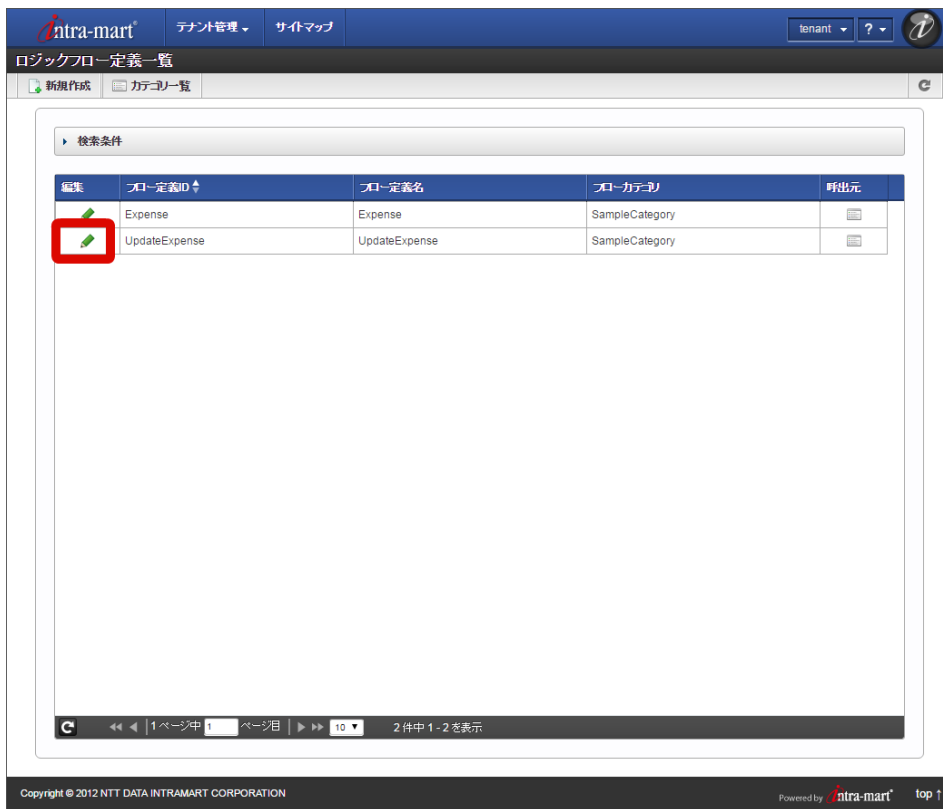 intra-mart テナント管理 サイトマップ tenant ?
ロジックフロー定義一覧
新規作成 カテゴリ一覧
検索条件
編集 フロー定義ID フロー定義名 フローカテゴリ 呼出元
Expense Expense SampleCategory
UpdateExpense UpdateExpense SampleCategory
1 ページ中 1 ページ目 10 2 件中 1 - 2 を表示
Copyright © 2012 NTT DATA INTRAMART CORPORATION Powered by intra-mart top ↑